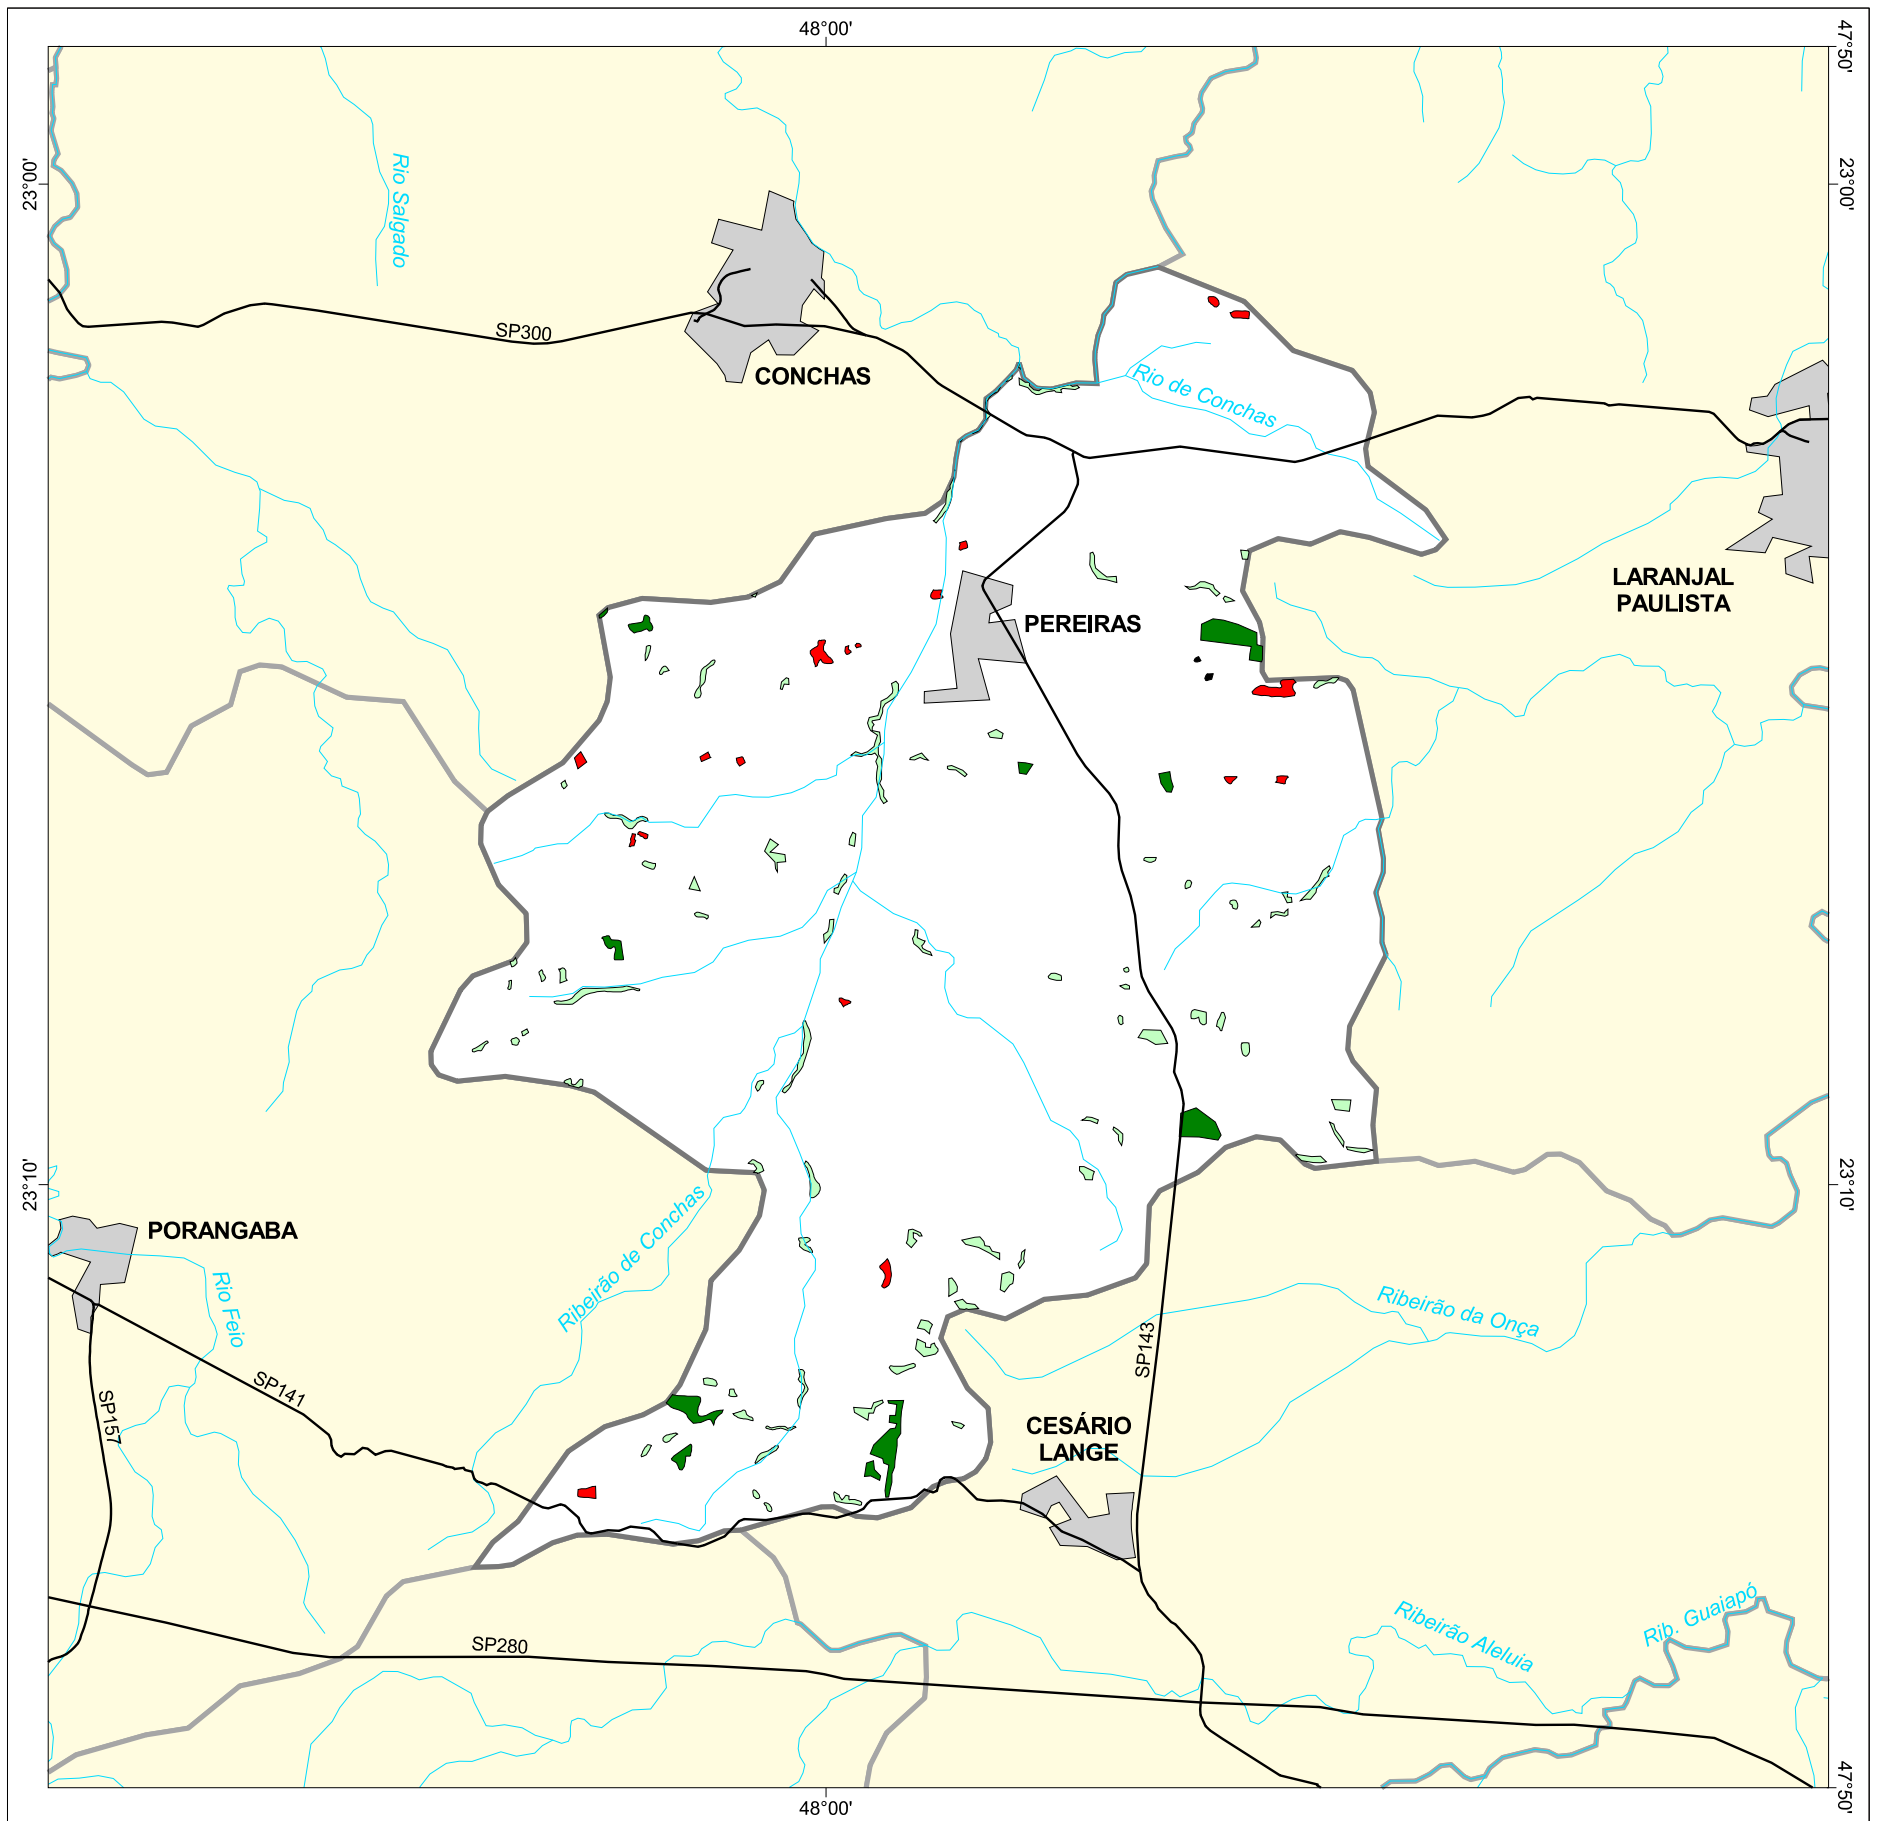 48°00'
47°50'
23°00'
23°00'
Rio Salgado
SP300
CONCHAS
Rio de Conchas
LARANJAL
PAULISTA
PEREIRAS
23°10'
23°10'
PORANGABA
Rio Feio
Ribeirão de Conchas
Ribeirão da Onça
SP143
SP141
SP157
CESÁRIO
LANGE
Ribeirão Aleluia
Rib. Guaiapó
SP280
48°00'
47°50'